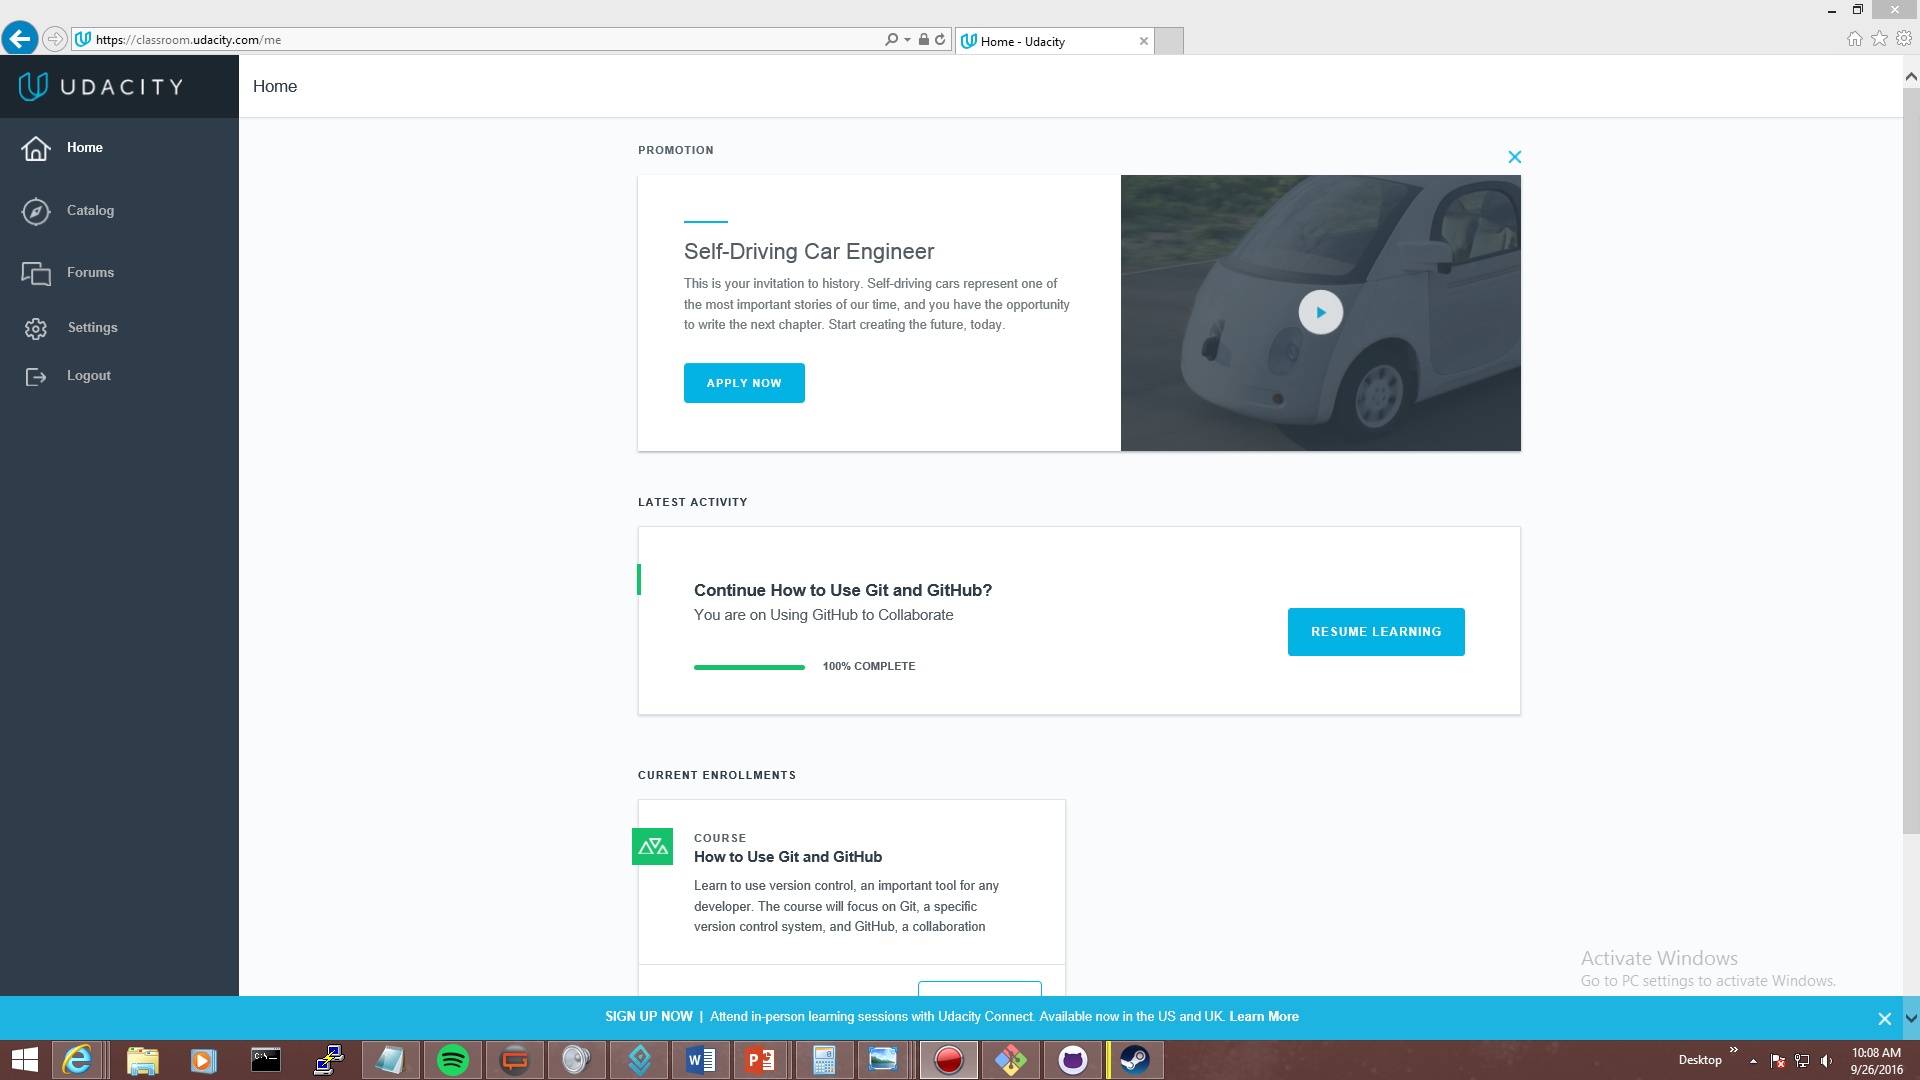 https://classroom.udacity.com/me
Home - Udacity
UDACITY
Home
Home
Catalog
Forums
Settings
Logout
PROMOTION
Self-Driving Car Engineer
This is your invitation to history. Self-driving cars represent one of
the most important stories of our time, and you have the opportunity
to write the next chapter. Start creating the future, today.
APPLY NOW
LATEST ACTIVITY
Continue How to Use Git and GitHub?
You are on Using GitHub to Collaborate
100% COMPLETE
RESUME LEARNING
CURRENT ENROLLMENTS
COURSE
How to Use Git and GitHub
Learn to use version control, an important tool for any
developer. The course will focus on Git, a specific
version control system, and GitHub, a collaboration
Activate Windows
Go to PC settings to activate Windows.
SIGN UP NOW | Attend in-person learning sessions with Udacity Connect. Available now in the US and UK. Learn More
Desktop
10:08 AM
9/26/2016